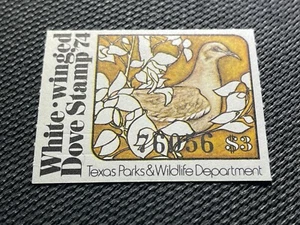 White·winged
Dove Stamp '74
76056 $3
Texas Parks & Wildlife Department